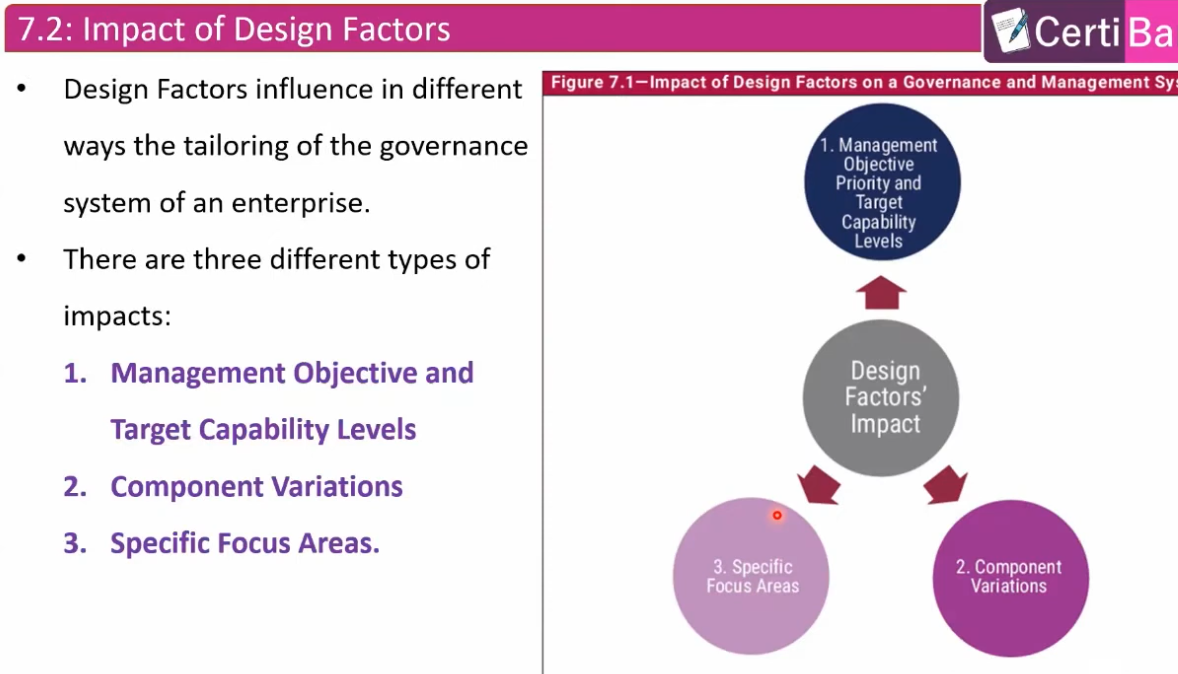 7.2: Impact of Design Factors
Certi Ba
• Design Factors influence in different
ways the tailoring of the governance
system of an enterprise.
• There are three different types of
impacts:
1. Management Objective and
Target Capability Levels
2. Component Variations
3. Specific Focus Areas.
Figure 7.1—Impact of Design Factors on a Governance and Management Sys
1. Management
Objective
Priority and
Target
Capability
Levels
Design
Factors’
Impact
3. Specific
Focus Areas
2. Component
Variations